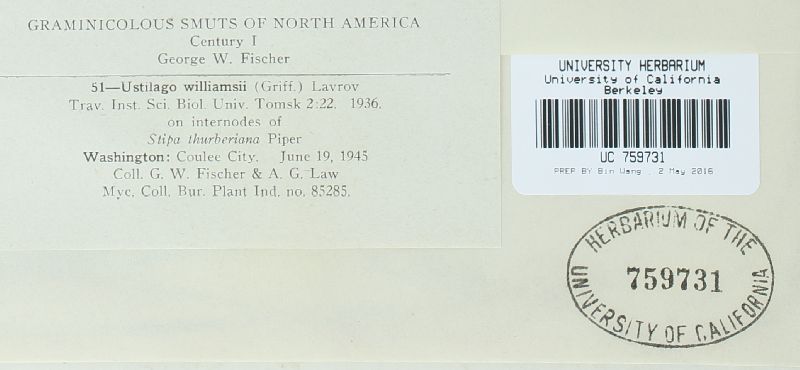 GRAMINICOLOUS SMUTS OF NORTH AMERICA
Century I
George W. Fischer
51—Ustilago williamsii (Griff.) Lavrov
Trav. Inst. Sci. Biol. Univ. Tomsk 2:22. 1936.
on internodes of
Stipa thurberiana Piper
Washington: Coulee City. June 19, 1945
Coll. G. W. Fischer & A. G. Law
Myc. Coll. Bur. Plant Ind. no. 85285.
UNIVERSITY HERBARIUM
University of California
Berkeley
UC 759731
PREP BY Bin Wang . 2 May 2016
HERBARIUM OF THE
759731
UNIVERSITY OF CALIFORNIA